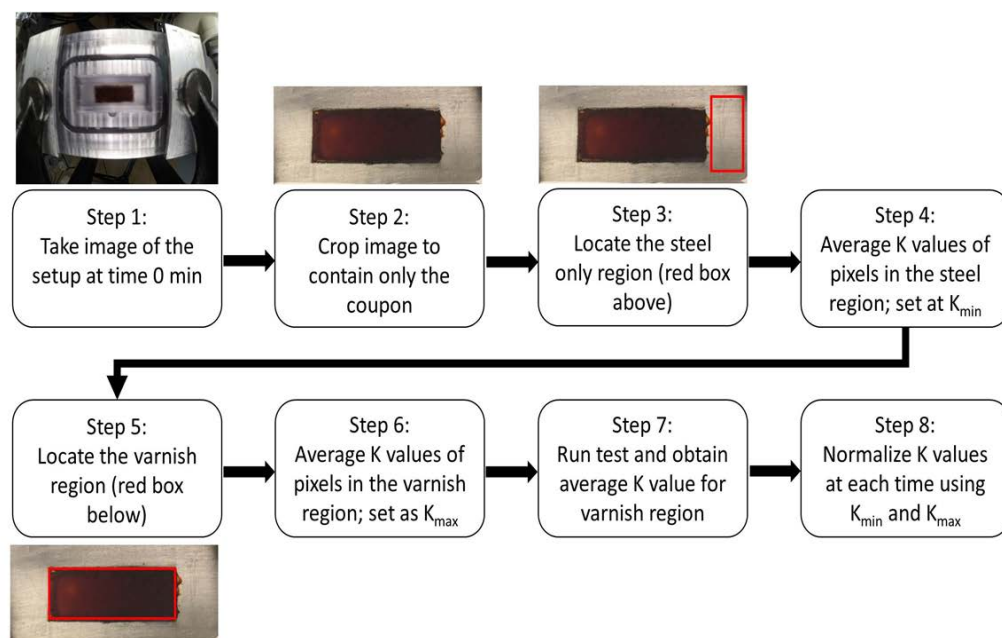 Step 1:
Take image of the
setup at time 0 min
Step 2:
Crop image to
contain only the
coupon
Step 3:
Locate the steel
only region (red box
above)
Step 4:
Average K values of
pixels in the steel
region; set at Kmin
Step 5:
Locate the varnish
region (red box
below)
Step 6:
Average K values of
pixels in the varnish
region; set as Kmax
Step 7:
Run test and obtain
average K value for
varnish region
Step 8:
Normalize K values
at each time using
Kmin and Kmax